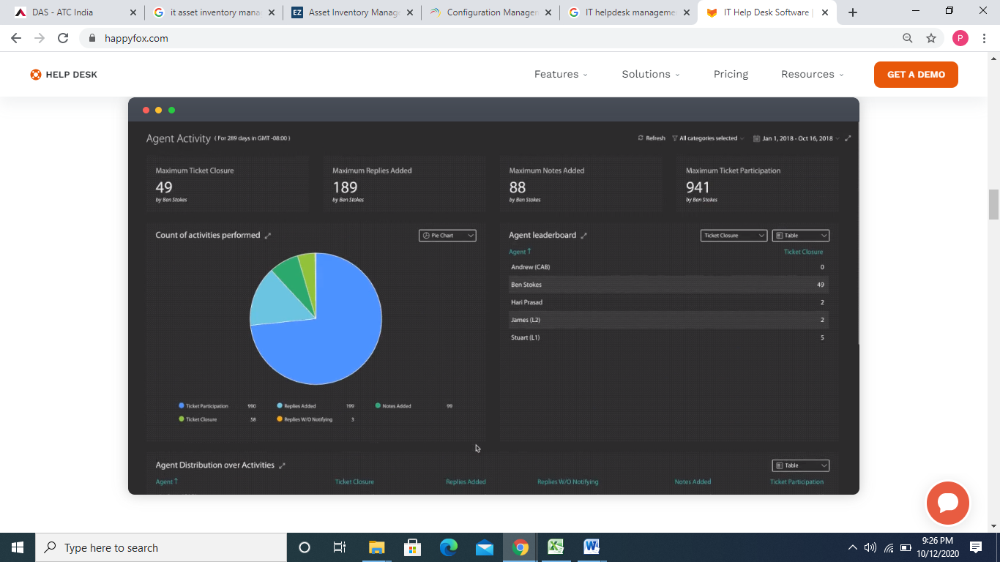 DAS - ATC India
it asset inventory mana
EZ
Asset Inventory Manage
Configuration Managem
IT helpdesk manageme
IT Help Desk Software |
happyfox.com
P
HELP DESK
Features
Solutions
Pricing
Resources
GET A DEMO
Agent Activity ( For 289 days in GMT -08:00 )
Refresh
All categories selected
Jan 1, 2018 - Oct 16, 2018
Maximum Ticket Closure
49
by Ben Stokes
Maximum Replies Added
189
by Ben Stokes
Maximum Notes Added
88
by Ben Stokes
Maximum Ticket Participation
941
by Ben Stokes
Count of activities performed
Pie Chart
Ticket Participation 990
Replies Added 199
Notes Added 99
Ticket Closure 58
Replies W/O Notifying 3
Agent leaderboard
Ticket Closure
Table
Agent ↑ Ticket Closure
Andrew (CAB) 0
Ben Stokes 49
Hari Prasad 2
James (L2) 2
Stuart (L1) 5
Agent Distribution over Activities
Table
Agent ↑ Ticket Closure Replies Added Replies W/O Notifying Notes Added Ticket Participation
Type here to search
9:26 PM
10/12/2020